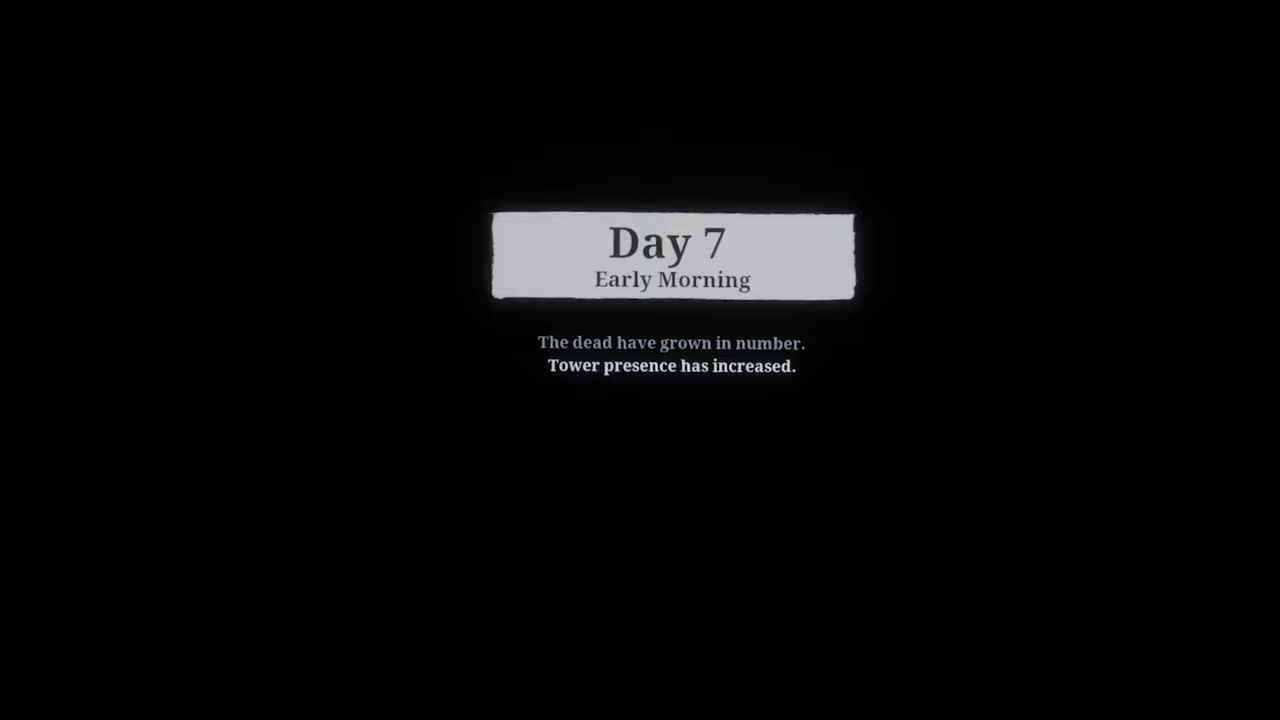 Day 7
Early Morning
The dead have grown in number.
Tower presence has increased.